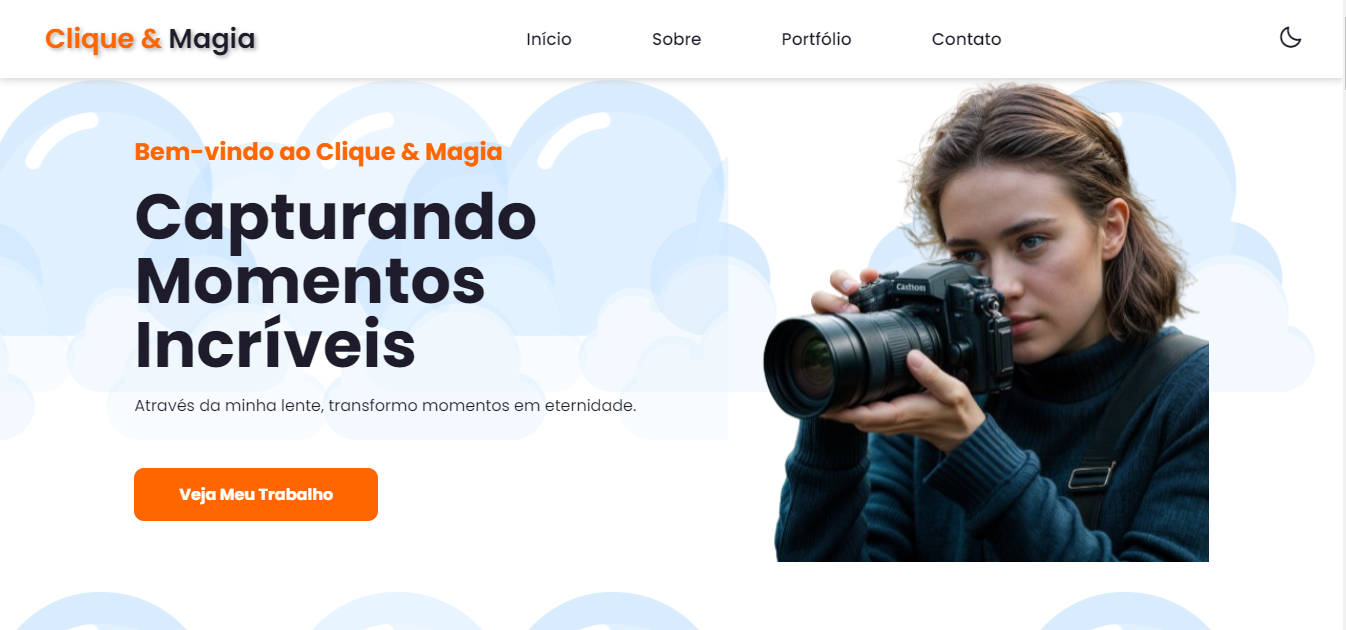 Clique & Magia
Início
Sobre
Portfólio
Contato
Bem-vindo ao Clique & Magia
Capturando
Momentos
Incríveis
Através da minha lente, transformo momentos em eternidade.
Veja Meu Trabalho